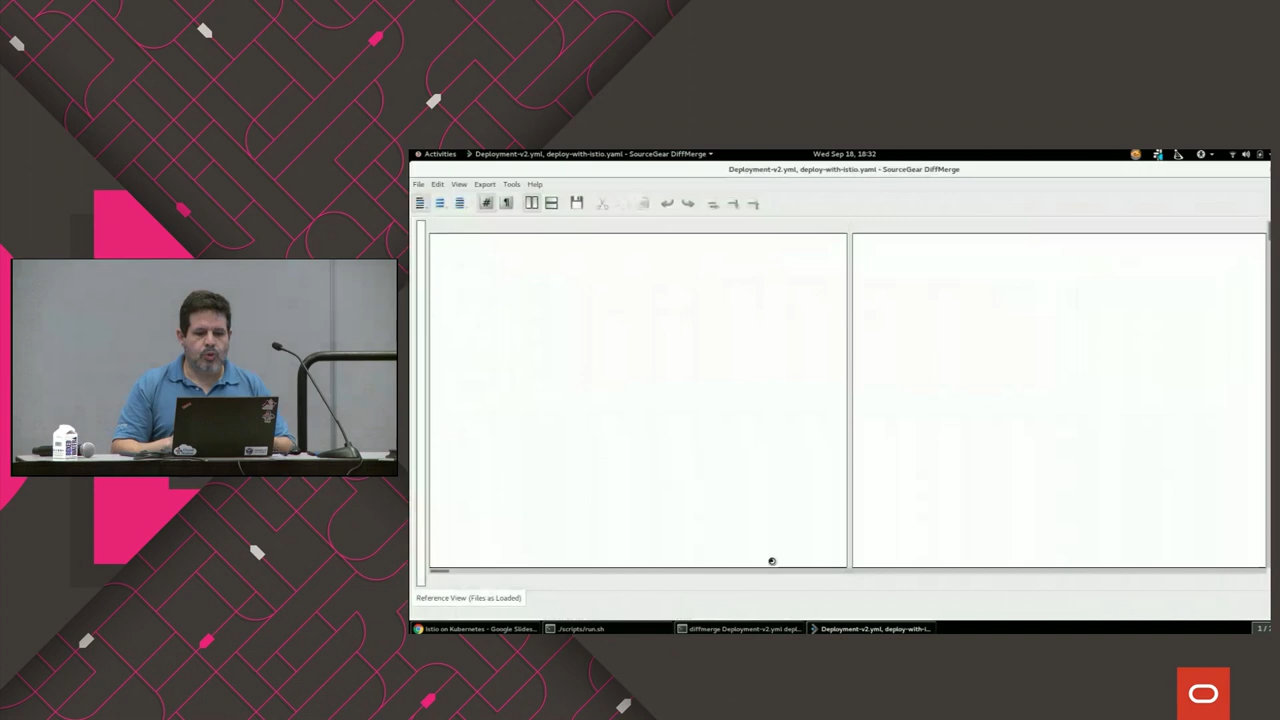 Activities
Deployment-v2.yml, deploy-with-istio.yaml - SourceGear DiffMerge
Wed Sep 18, 18:32
Deployment-v2.yml, deploy-with-istio.yaml - SourceGear DiffMerge
File Edit View Export Tools Help
Reference View (Files as Loaded)
Istio on Kubernetes - Google Slides...
./scripts/run.sh
diffmerge Deployment-v2.yml depl...
Deployment-v2.yml, deploy-with-i...